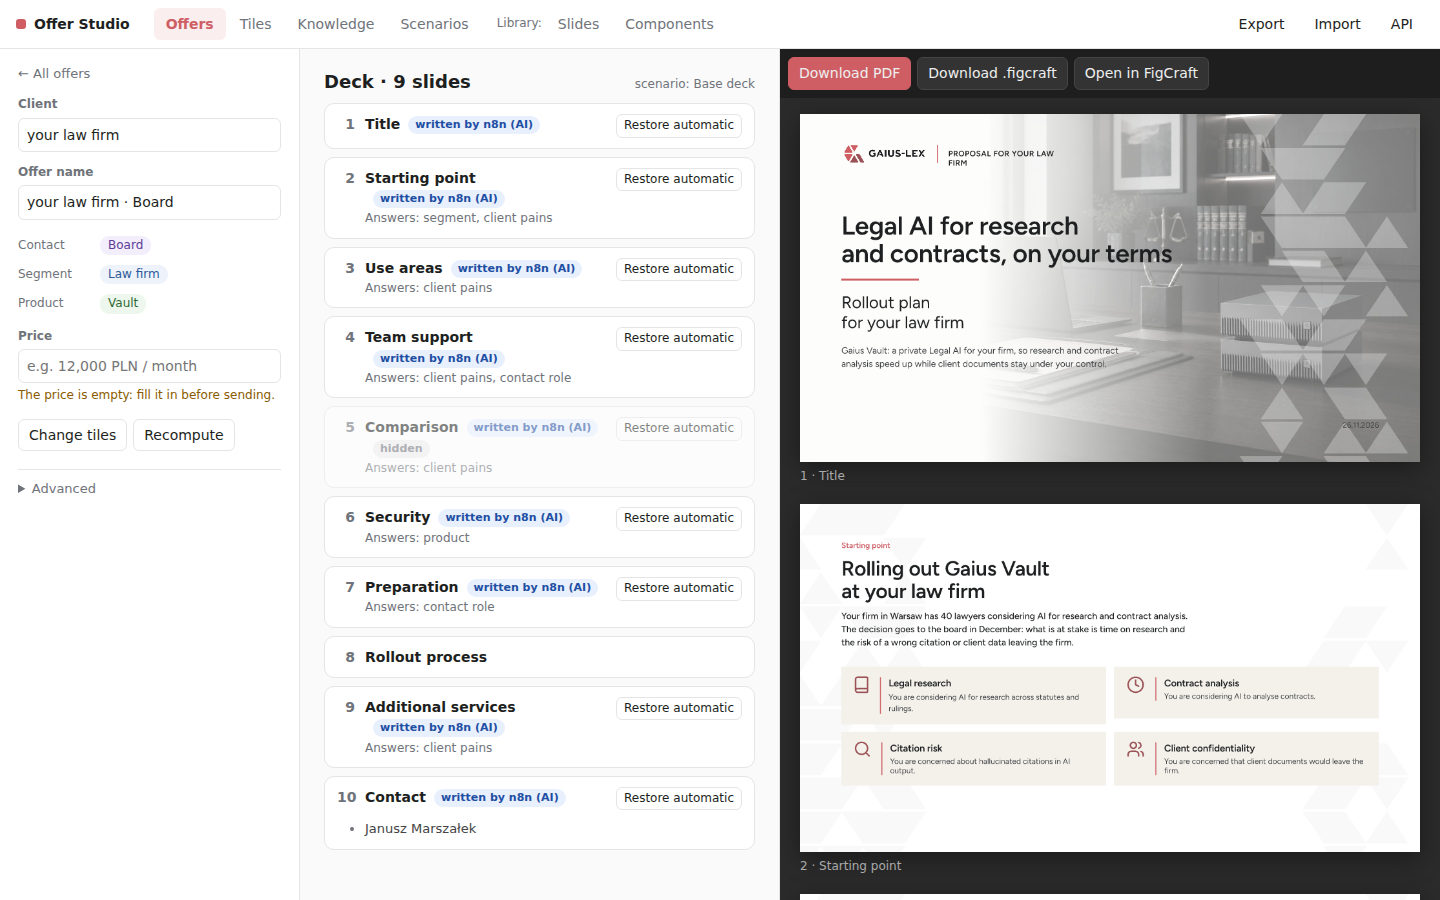 Offer Studio
Offers
Tiles
Knowledge
Scenarios
Library:
Slides
Components
Export
Import
API
← All offers
Client
your law firm
Offer name
your law firm · Board
Contact
Board
Segment
Law firm
Product
Vault
Price
e.g. 12,000 PLN / month
The price is empty: fill it in before sending.
Change tiles
Recompute
Advanced
Deck · 9 slides
scenario: Base deck
1 Title written by n8n (AI)
Restore automatic
2 Starting point
written by n8n (AI)
Restore automatic
Answers: segment, client pains
3 Use areas written by n8n (AI)
Restore automatic
Answers: client pains
4 Team support
written by n8n (AI)
Restore automatic
Answers: client pains, contact role
5 Comparison written by n8n (AI)
hidden
Restore automatic
Answers: client pains
6 Security written by n8n (AI)
Restore automatic
Answers: product
7 Preparation written by n8n (AI)
Restore automatic
Answers: contact role
8 Rollout process
9 Additional services
written by n8n (AI)
Restore automatic
Answers: client pains
10 Contact written by n8n (AI)
Restore automatic
• Janusz Marszałek
Download PDF
Download .figcraft
Open in FigCraft
GAIUS-LEX
PROPOSAL FOR YOUR LAW
FIRM
Legal AI for research
and contracts, on your terms
Rollout plan
for your law firm
Gaius Vault: a private Legal AI for your firm, so research and contract
analysis speed up while client documents stay under your control.
26.11.2026
1 · Title
Starting point
Rolling out Gaius Vault
at your law firm
Your firm in Warsaw has 40 lawyers considering AI for research and contract analysis.
The decision goes to the board in December: what is at stake is time on research and
the risk of a wrong citation or client data leaving the firm.
Legal research
You are considering AI for research across statutes and
rulings.
Contract analysis
You are considering AI to analyse contracts.
Citation risk
You are concerned about hallucinated citations in AI
output.
Client confidentiality
You are concerned that client documents would leave the
firm.
2 · Starting point